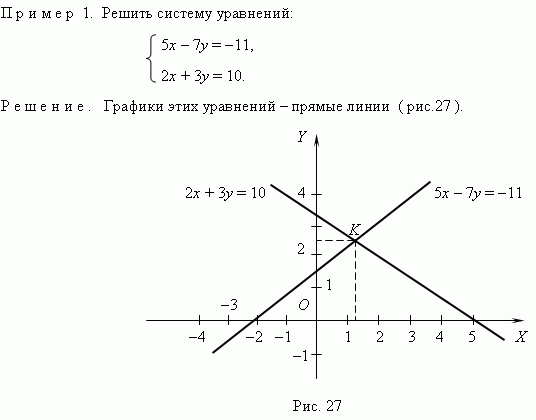 П р и м е р 1. Решить систему уравнений:
5x – 7y = –11,
2x + 3y = 10.
Р е ш е н и е . Графики этих уравнений – прямые линии ( рис.27 ).
Y
2x + 3y = 10
4
5x – 7y = –11
K
2
1
–3
O
–4
–2
–1
1
2
3
4
5
X
–1
Рис. 27